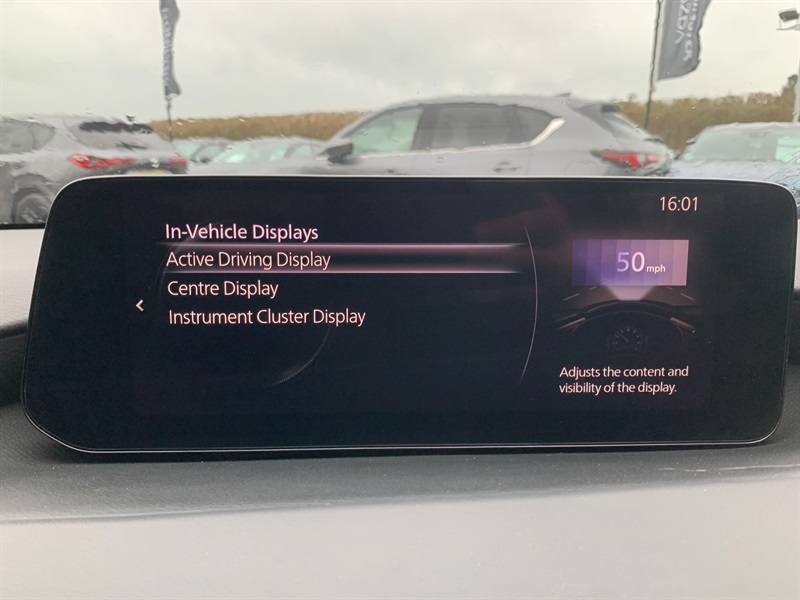 MAZDA
16:01
In-Vehicle Displays
Active Driving Display
Centre Display
Instrument Cluster Display
50 mph
Adjusts the content and
visibility of the display.